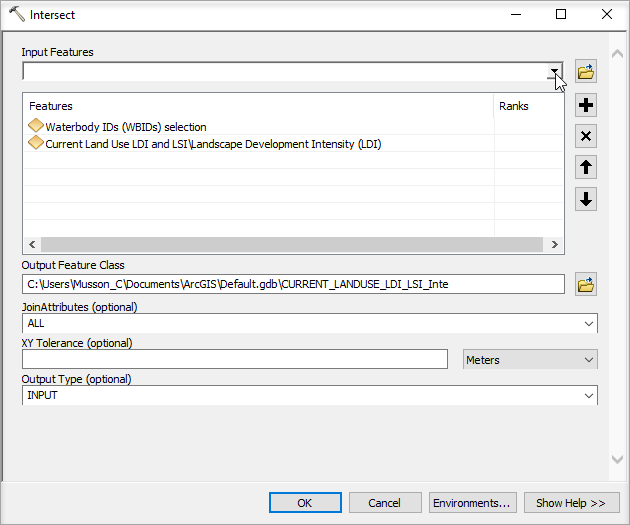 Intersect
Input Features
Features Ranks
Waterbody IDs (WBIDs) selection
Current Land Use LDI and LSI\Landscape Development Intensity (LDI)
Output Feature Class
C:\Users\Musson_C\Documents\ArcGIS\Default.gdb\CURRENT_LANDUSE_LDI_LSI_Inte
JoinAttributes (optional)
ALL
XY Tolerance (optional)
Meters
Output Type (optional)
INPUT
OK Cancel Environments... Show Help >>